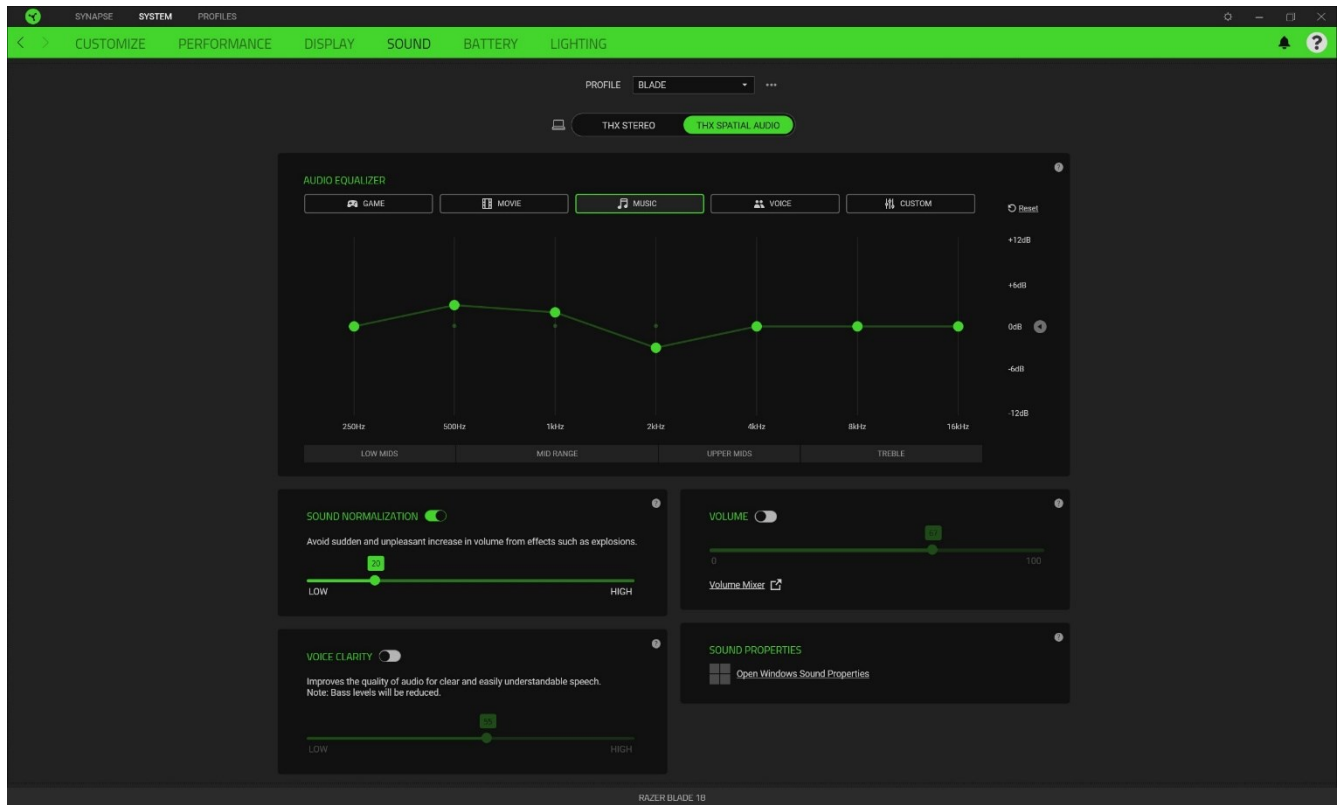 SYNAPSE SYSTEM PROFILES
CUSTOMIZE PERFORMANCE DISPLAY SOUND BATTERY LIGHTING
PROFILE BLADE
THX STEREO THX SPATIAL AUDIO
AUDIO EQUALIZER
GAME MOVIE MUSIC VOICE CUSTOM
Reset
+12dB
+6dB
0dB
-6dB
-12dB
250Hz 500Hz 1kHz 2kHz 4kHz 8kHz 16kHz
LOW MIDS MID RANGE UPPER MIDS TREBLE
SOUND NORMALIZATION
Avoid sudden and unpleasant increase in volume from effects such as explosions.
20
LOW HIGH
VOICE CLARITY
Improves the quality of audio for clear and easily understandable speech.
Note: Bass levels will be reduced.
55
LOW HIGH
VOLUME
0 100
Volume Mixer
SOUND PROPERTIES
Open Windows Sound Properties
RAZER BLADE 18